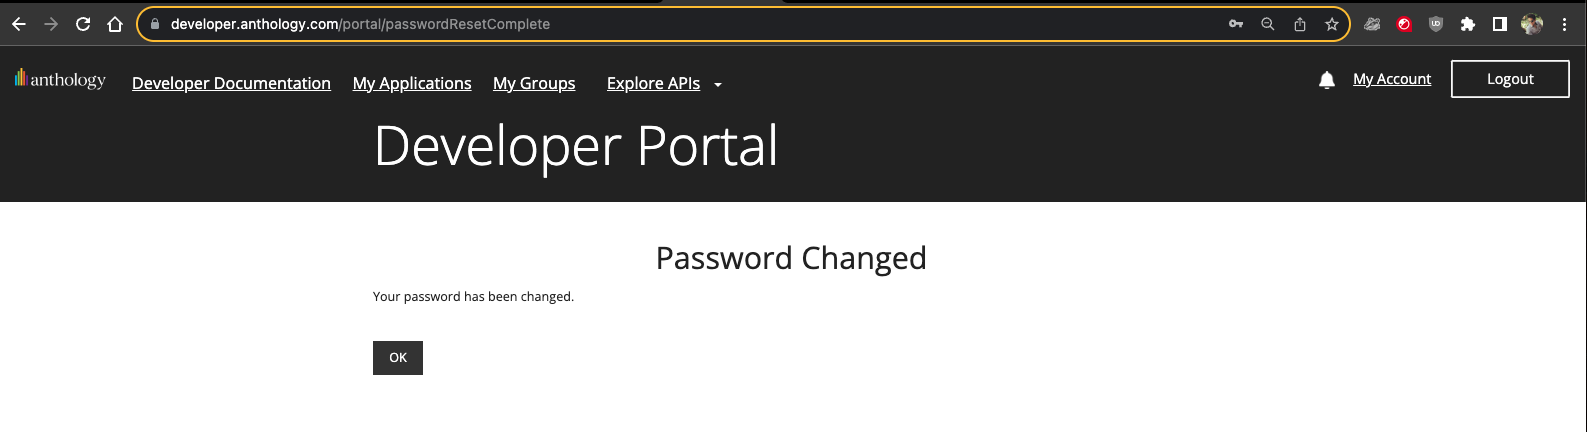 developer.anthology.com/portal/passwordResetComplete
anthology Developer Documentation My Applications My Groups Explore APIs My Account Logout
Developer Portal
Password Changed
Your password has been changed.
OK